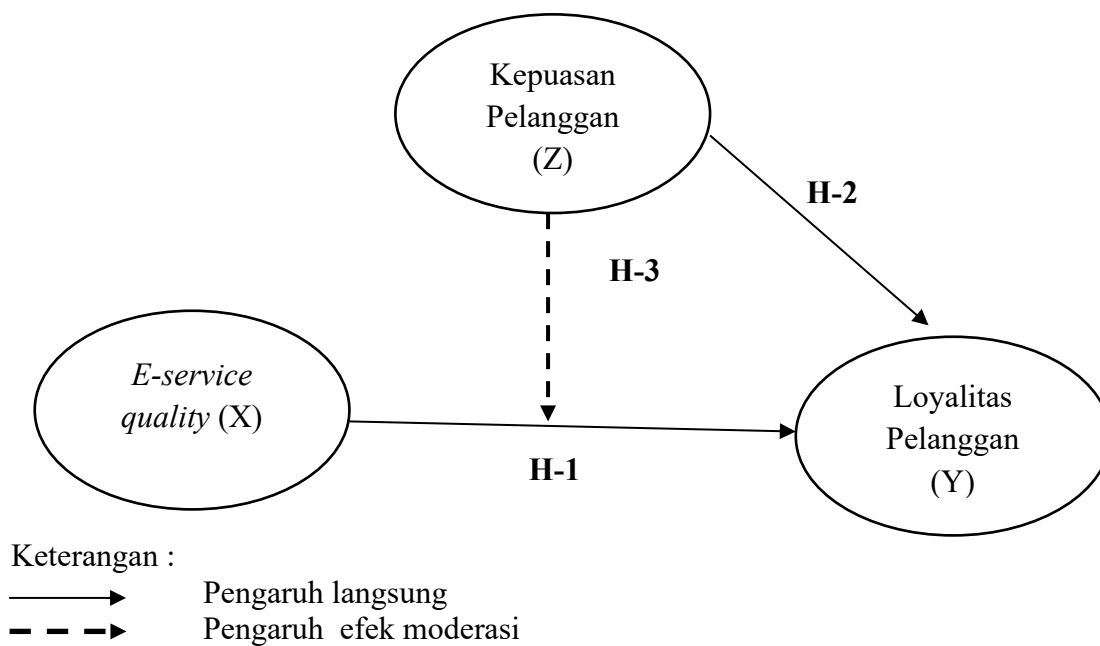 Kepuasan
Pelanggan
(Z)
H-2
H-3
E-service
quality (X)
Loyalitas
Pelanggan
(Y)
H-1
Keterangan :
Pengaruh langsung
Pengaruh efek moderasi